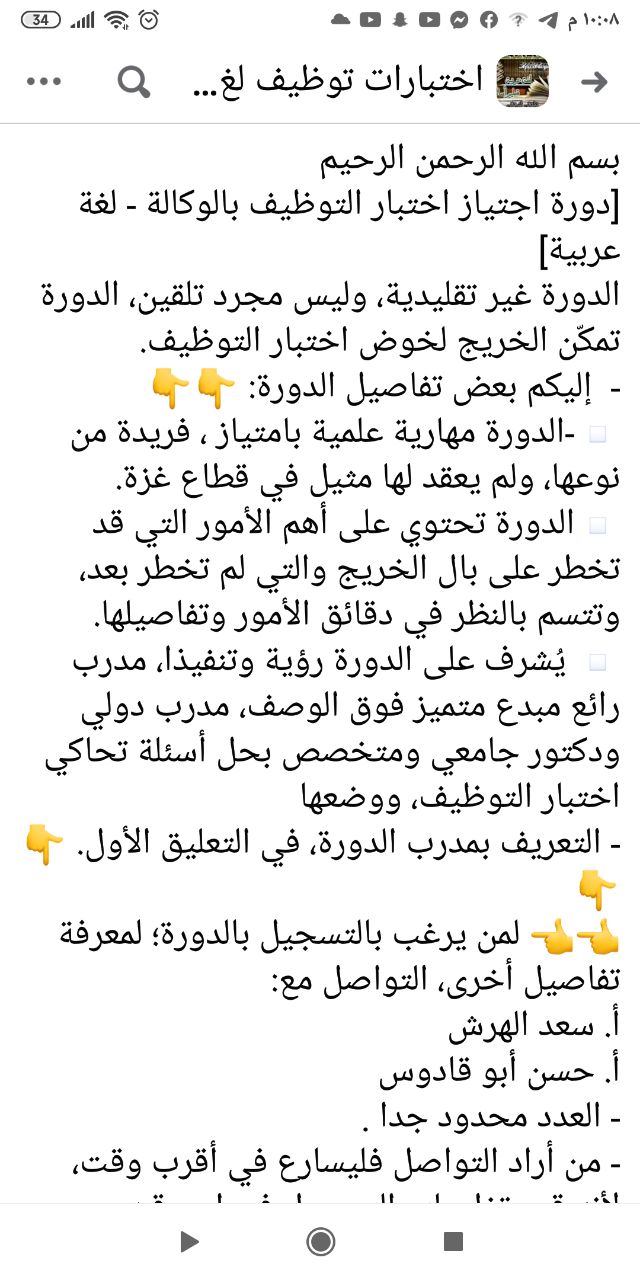 34
١٠:٠٨ م
اختبارات توظيف لغ...
بسم الله الرحمن الرحيم
[دورة اجتياز اختبار التوظيف بالوكالة - لغة
عربية]
الدورة غير تقليدية، وليس مجرد تلقين، الدورة
تمكّن الخريج لخوض اختبار التوظيف.
- إليكم بعض تفاصيل الدورة: 👇👇
◽ -الدورة مهارية علمية بامتياز ، فريدة من
نوعها، ولم يعقد لها مثيل في قطاع غزة.
◽ الدورة تحتوي على أهم الأمور التي قد
تخطر على بال الخريج والتي لم تخطر بعد،
وتتسم بالنظر في دقائق الأمور وتفاصيلها.
◽ يُشرف على الدورة رؤية وتنفيذا، مدرب
رائع مبدع متميز فوق الوصف، مدرب دولي
ودكتور جامعي ومتخصص بحل أسئلة تحاكي
اختبار التوظيف، ووضعها
- التعريف بمدرب الدورة، في التعليق الأول. 👇
👇
👈👈 لمن يرغب بالتسجيل بالدورة؛ لمعرفة
تفاصيل أخرى، التواصل مع:
أ. سعد الهرش
أ. حسن أبو قادوس
- العدد محدود جدا .
- من أراد التواصل فليسارع في أقرب وقت،